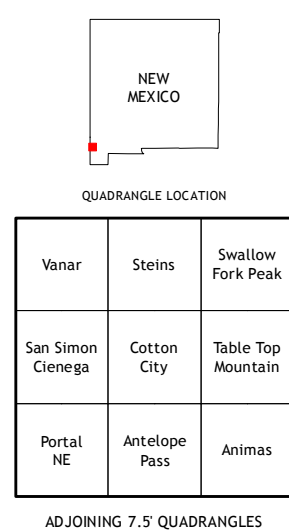 NEW
MEXICO
QUADRANGLE LOCATION
Vanar
Steins
Swallow
Fork Peak
San Simon
Cienega
Cotton
City
Table Top
Mountain
Portal
NE
Antelope
Pass
Animas
ADJOINING 7.5' QUADRANGLES